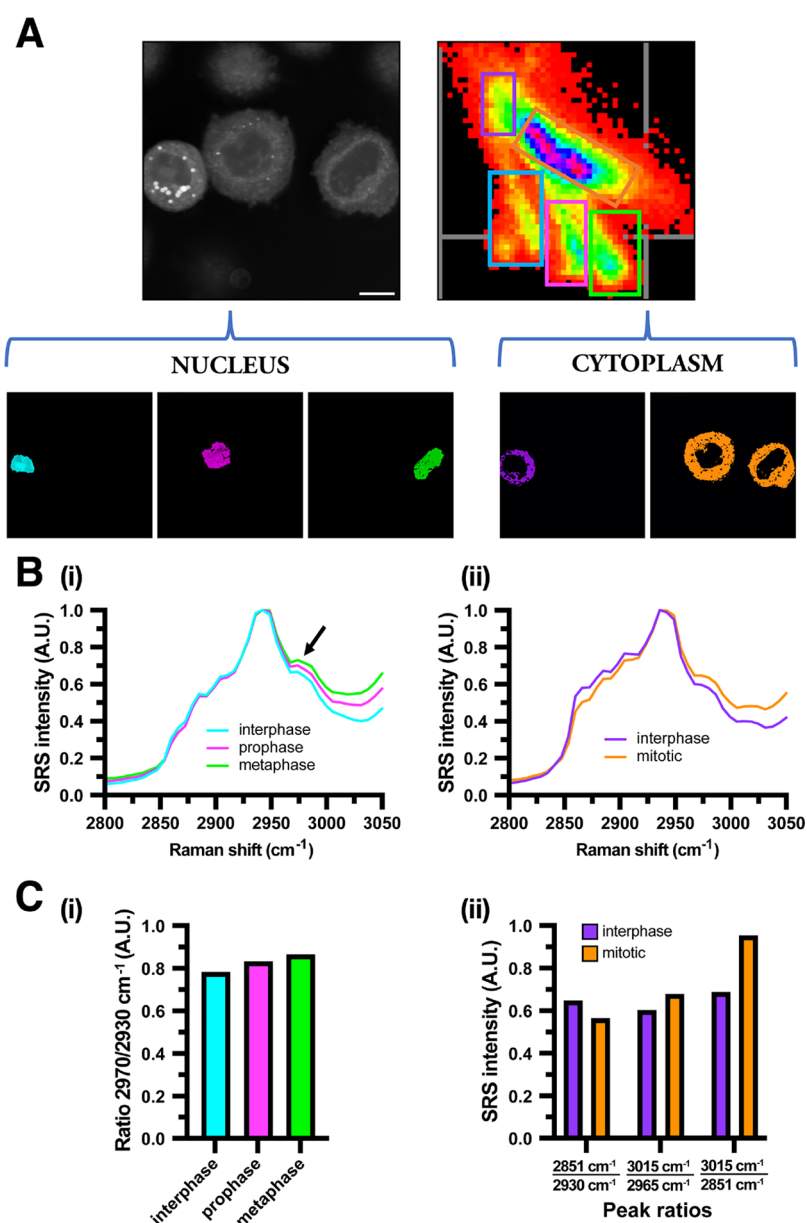 A
NUCLEUS
CYTOPLASM
B (i)
(ii)
SRS intensity (A.U.)
1.0
0.8
0.6
0.4
0.2
0.0
interphase
prophase
metaphase
2800 2850 2900 2950 3000 3050
Raman shift (cm-1)
SRS intensity (A.U.)
1.0
0.8
0.6
0.4
0.2
0.0
interphase
mitotic
2800 2850 2900 2950 3000 3050
Raman shift (cm-1)
C (i)
(ii)
Ratio 2970/2930 cm-1 (A.U.)
1.0
0.8
0.6
0.4
0.2
0.0
interphase
prophase
metaphase
SRS intensity (A.U.)
1.0
0.8
0.6
0.4
0.2
0.0
interphase
mitotic
2851 cm-1
2930 cm-1
3015 cm-1
2965 cm-1
3015 cm-1
2851 cm-1
Peak ratios